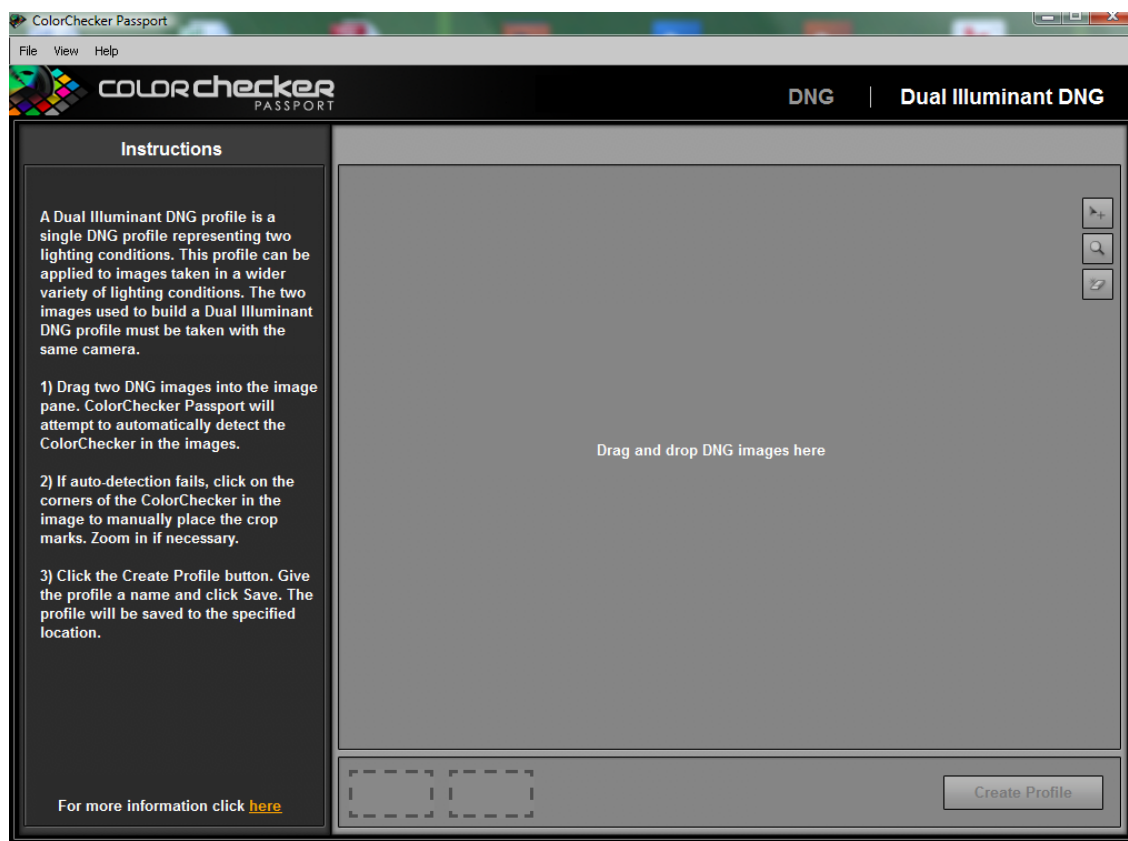 ColorChecker Passport
File View Help
COLORchecker
PASSPORT
DNG | Dual Illuminant DNG
Instructions
A Dual Illuminant DNG profile is a
single DNG profile representing two
lighting conditions. This profile can be
applied to images taken in a wider
variety of lighting conditions. The two
images used to build a Dual Illuminant
DNG profile must be taken with the
same camera.
1) Drag two DNG images into the image
pane. ColorChecker Passport will
attempt to automatically detect the
ColorChecker in the images.
2) If auto-detection fails, click on the
corners of the ColorChecker in the
image to manually place the crop
marks. Zoom in if necessary.
3) Click the Create Profile button. Give
the profile a name and click Save. The
profile will be saved to the specified
location.
For more information click here
Drag and drop DNG images here
Create Profile